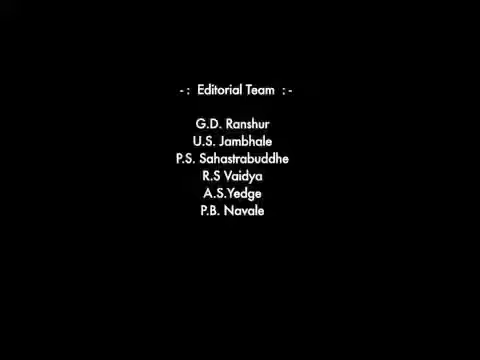 - : Editorial Team : -
G.D. Ranshur
U.S. Jambhale
P.S. Sahastrabuddhe
R.S Vaidya
A.S.Yedge
P.B. Navale